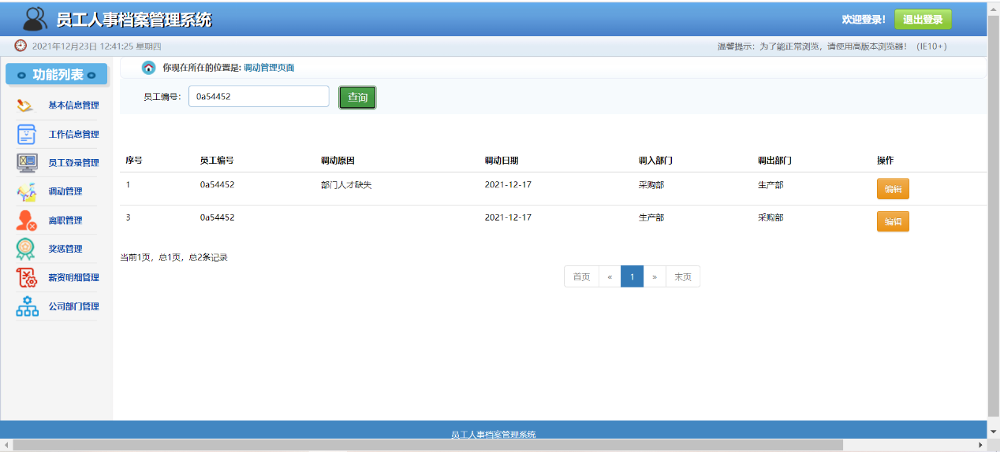 员工人事档案管理系统
欢迎登录！ 退出登录
2021年12月23日 12:41:25 星期四
温馨提示：为了能正常浏览，请使用高版本浏览器！ (IE10+)
功能列表
基本信息管理
工作信息管理
员工登录管理
调动管理
离职管理
奖惩管理
薪资明细管理
公司部门管理
你现在所在的位置是: 调动管理页面
员工编号： 0a54452 查询
序号 员工编号 调动原因 调动日期 调入部门 调出部门 操作
1 0a54452 部门人才缺失 2021-12-17 采购部 生产部 编辑
3 0a54452 2021-12-17 生产部 采购部 编辑
当前1页，总1页，总2条记录
首页 « 1 » 末页
员工人事档案管理系统